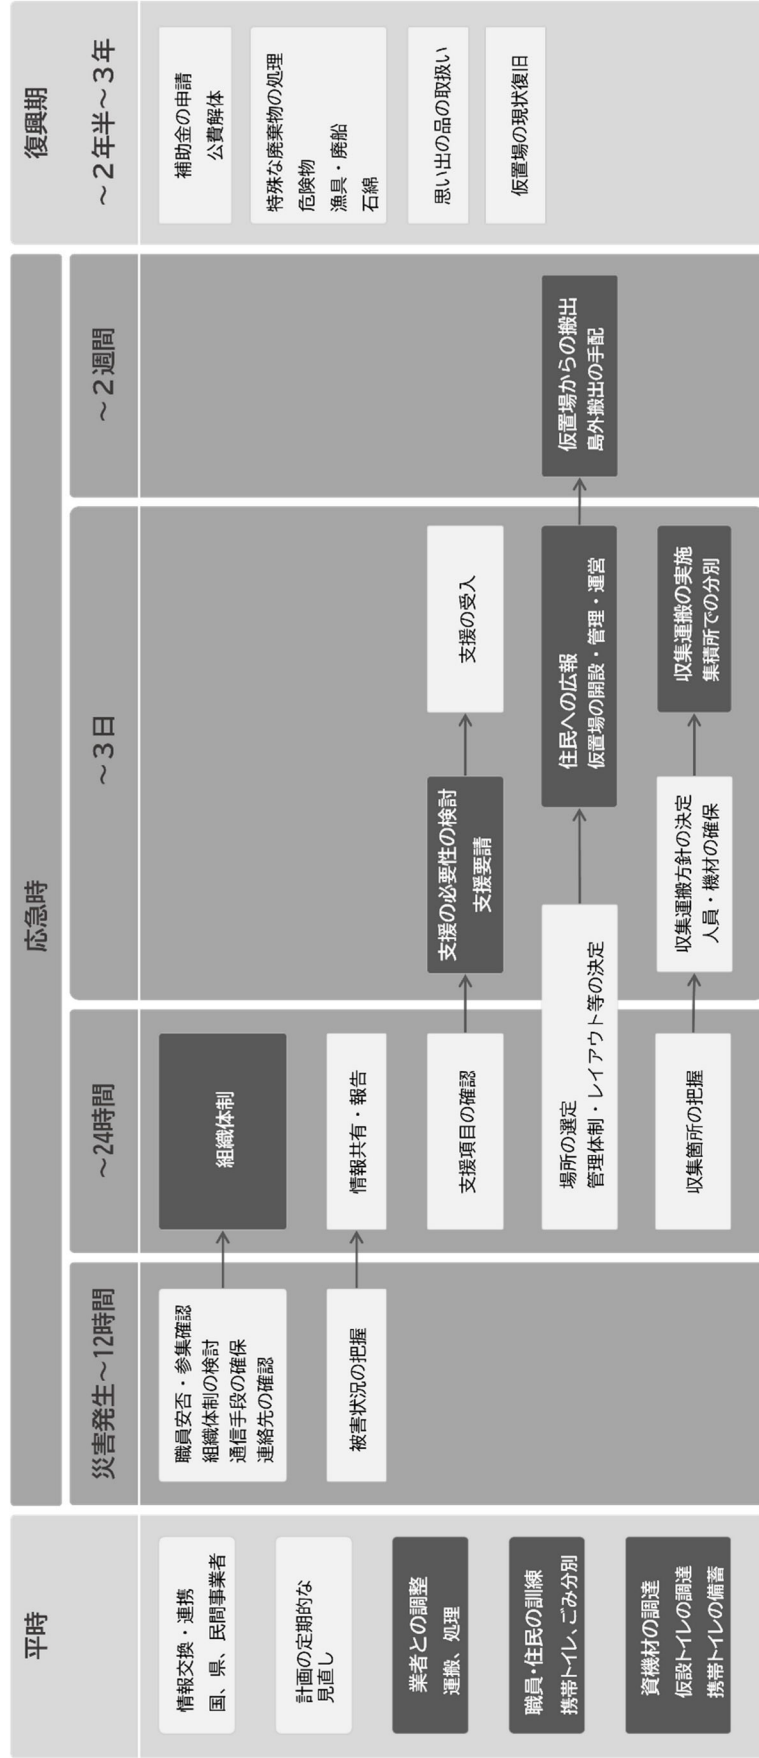 平時
情報交換・連携
国、県、民間事業者
計画の定期的な
見直し
業者との調整
運搬、処理
職員・住民の訓練
携帯トイレ、ごみ分別
資機材の調達
仮設トイレの調達
携帯トイレの備蓄
応急時
災害発生~12時間
職員安否・参集確認
組織体制の検討
通信手段の確保
連絡先の確認
被害状況の把握
~24時間
組織体制
情報共有・報告
支援項目の確認
場所の選定
管理体制・レイアウト等の決定
収集箇所の把握
~3日
支援の必要性の検討
支援要請
支援の受入
住民への広報
仮置場の開設・管理・運営
収集運搬方針の決定
人員・機材の確保
収集運搬の実施
集積所での分別
~2週間
仮置場からの搬出
島外搬出の手配
復興期
~2年半~3年
補助金の申請
公費解体
特殊な廃棄物の処理
危険物
漁具・廃船
石綿
思い出の品の取扱い
仮置場の現状復旧